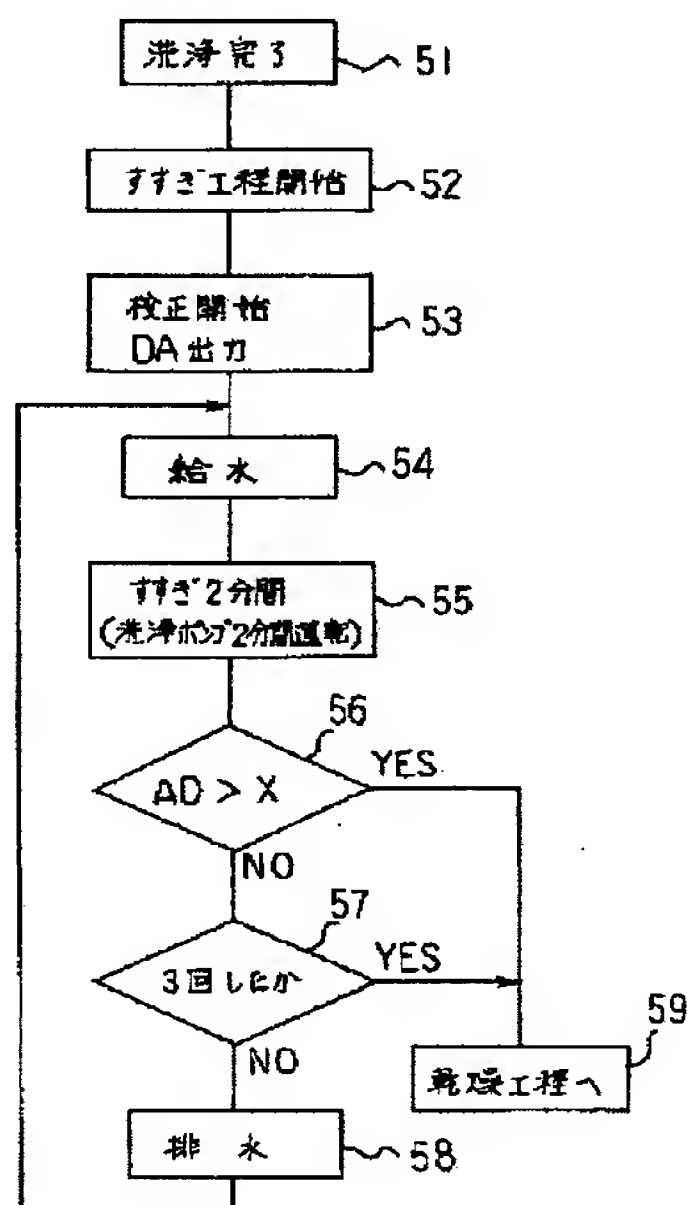 洗浄完了
51
すすぎ工程開始
52
校正開始
DA出力
53
給水
54
すすぎ2分間
(洗浄ポンプ2分間運転)
55
56
AD > X
YES
NO
57
3回したか
YES
NO
59
乾燥工程へ
排水
58